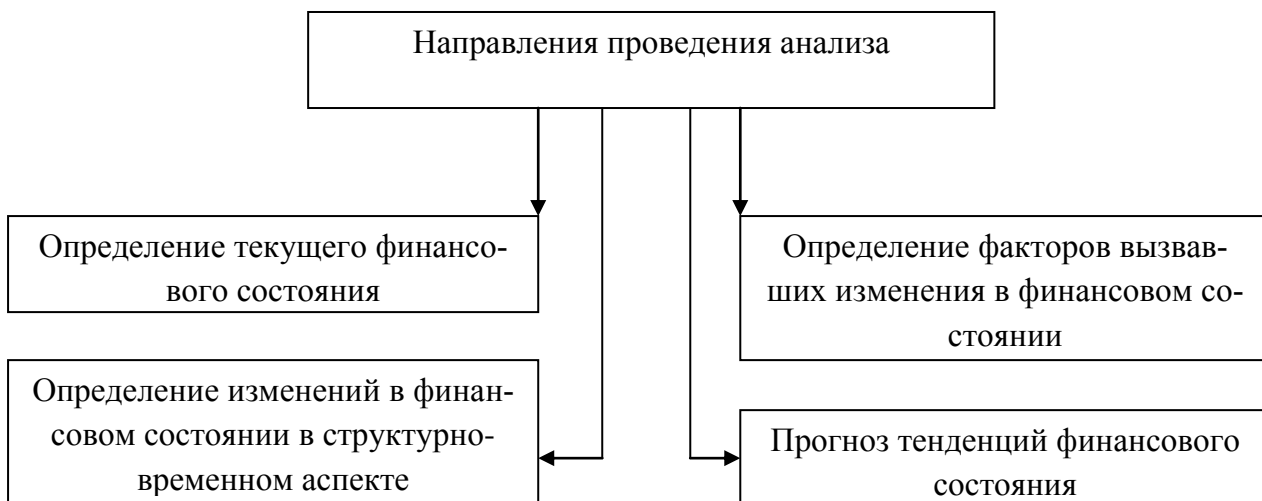 Направления проведения анализа
Определение текущего финансо-
вого состояния
Определение факторов вызвав-
ших изменения в финансовом со-
стоянии
Определение изменений в финан-
совом состоянии в структурно-
временном аспекте
Прогноз тенденций финансового
состояния